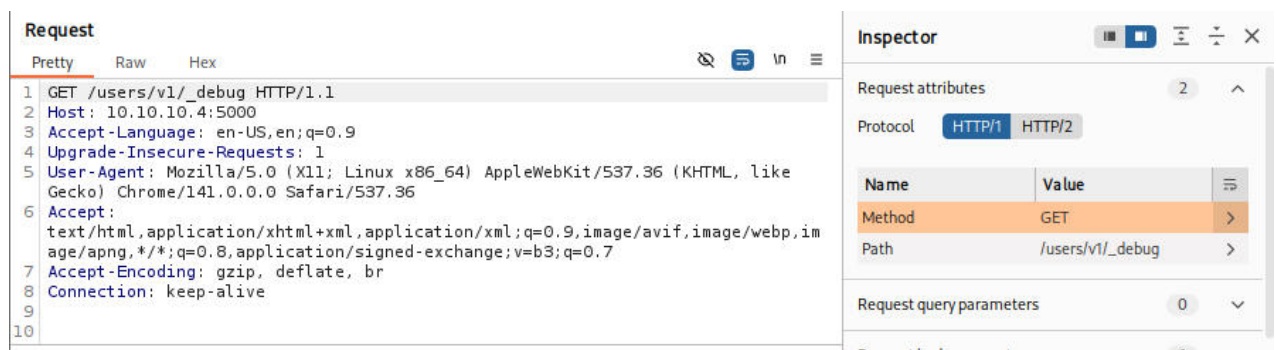 Request
Pretty Raw Hex \n
1 GET /users/v1/_debug HTTP/1.1
2 Host: 10.10.10.4:5000
3 Accept-Language: en-US,en;q=0.9
4 Upgrade-Insecure-Requests: 1
5 User-Agent: Mozilla/5.0 (X11; Linux x86_64) AppleWebKit/537.36 (KHTML, like
Gecko) Chrome/141.0.0.0 Safari/537.36
6 Accept:
text/html,application/xhtml+xml,application/xml;q=0.9,image/avif,image/webp,im
age/apng,*/*;q=0.8,application/signed-exchange;v=b3;q=0.7
7 Accept-Encoding: gzip, deflate, br
8 Connection: keep-alive
9
10
Inspector
Request attributes 2
Protocol HTTP/1 HTTP/2
Name Value
Method GET
Path /users/v1/_debug
Request query parameters 0